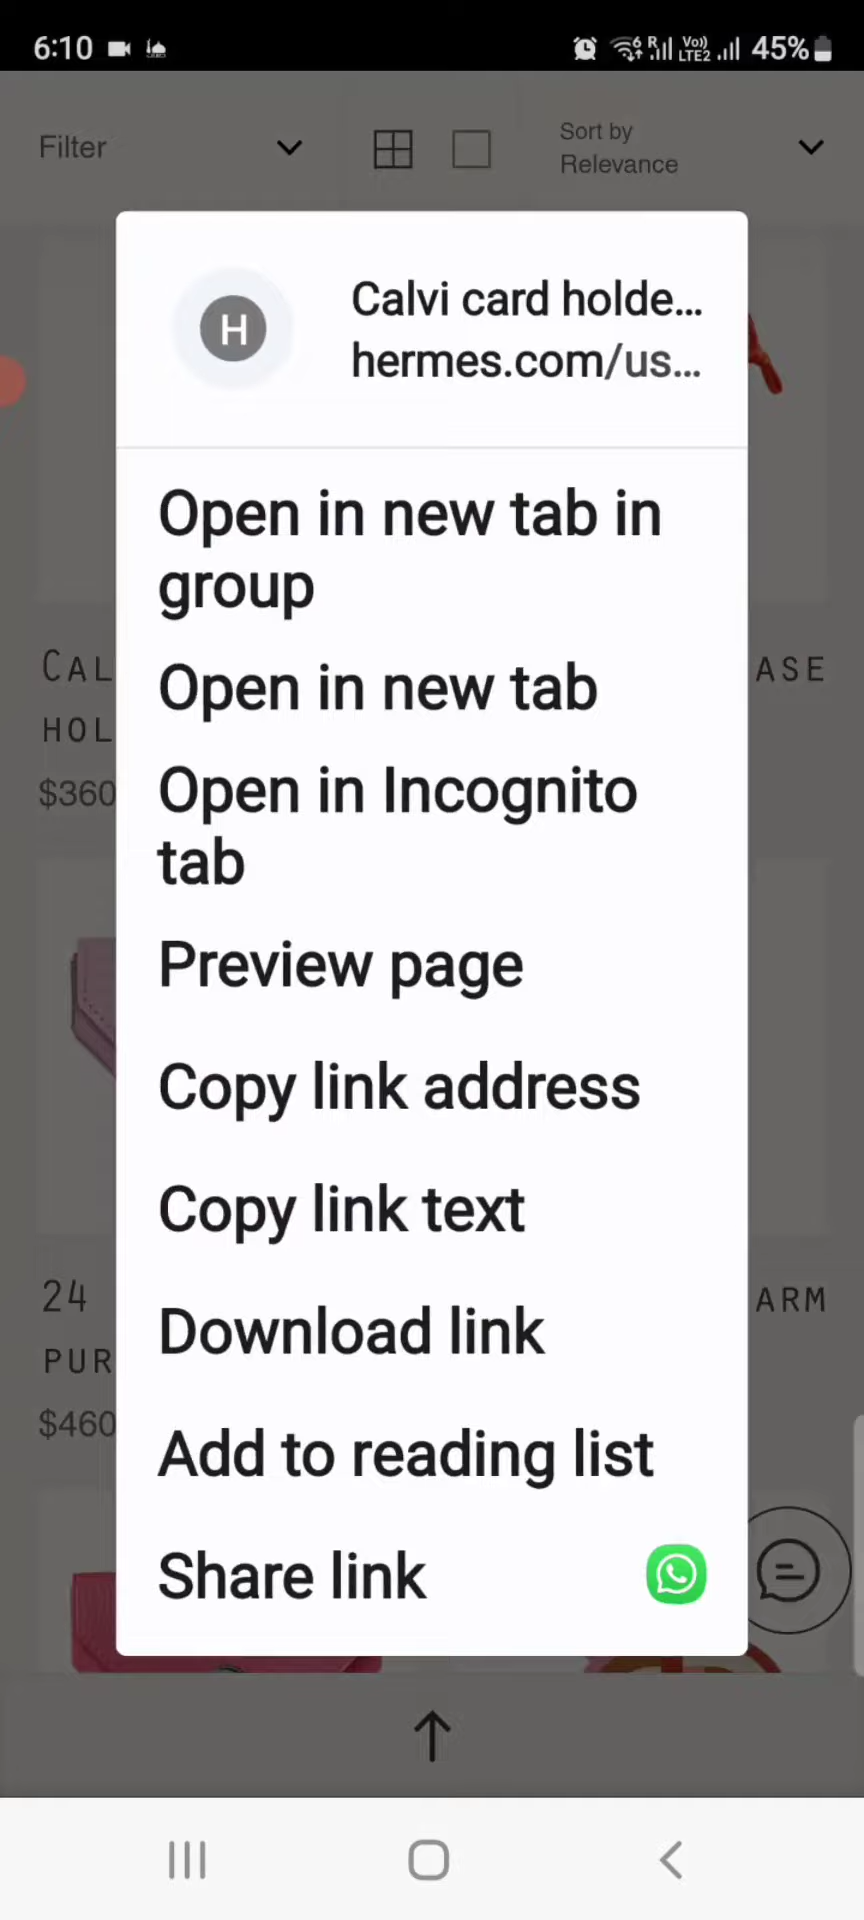 6:10
R
Vo))
LTE2
45%
Filter
Sort by
Relevance
H
Calvi card holde...
hermes.com/us...
Open in new tab in
group
Open in new tab
Open in Incognito
tab
Preview page
Copy link address
Copy link text
Download link
Add to reading list
Share link
CAL
HOL
$360
ASE
24
PUR
$460
ARM